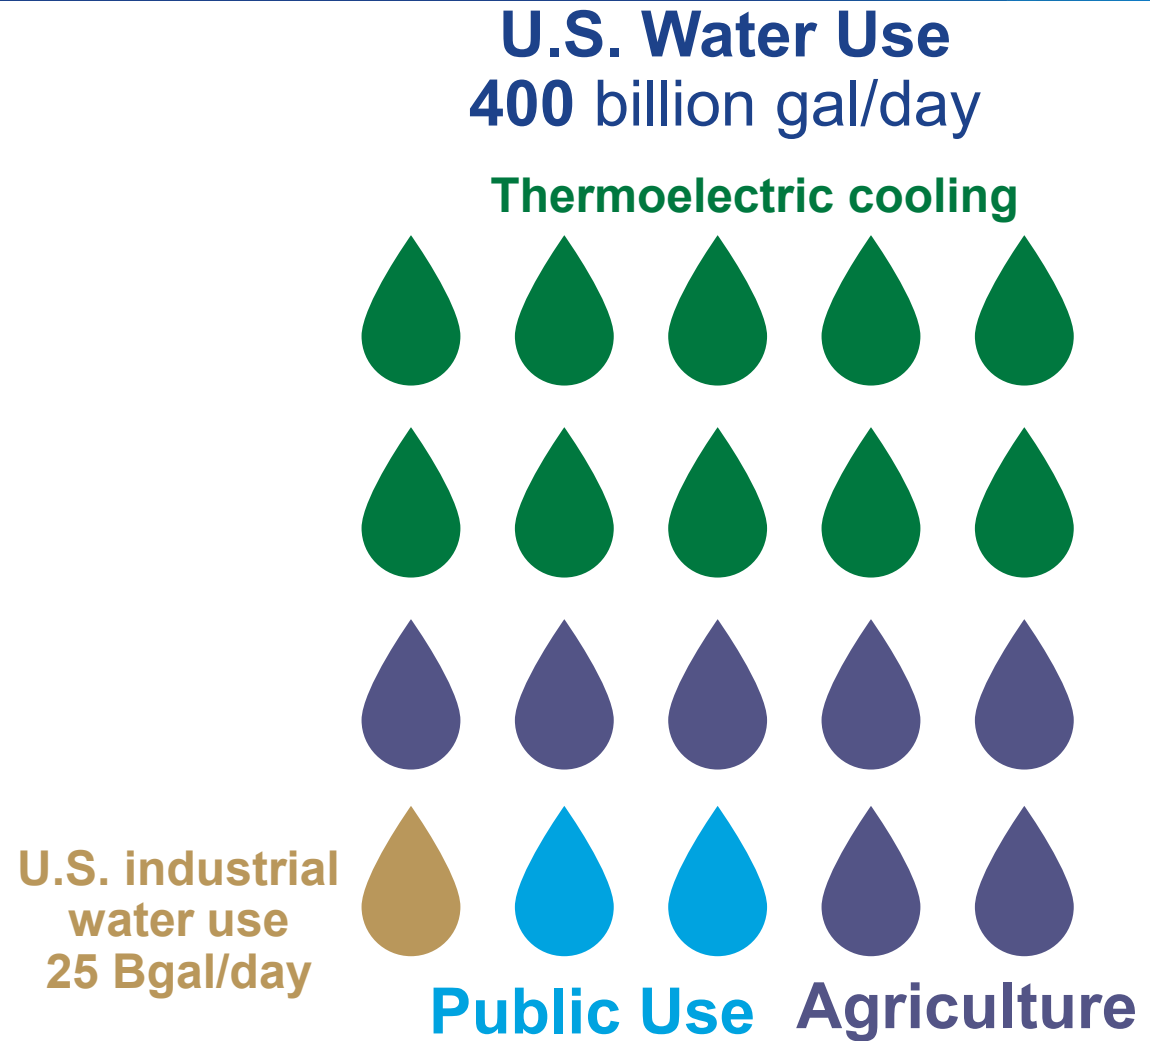 U.S. Water Use
400 billion gal/day
Thermoelectric cooling
U.S. industrial
water use
25 Bgal/day
Public Use
Agriculture